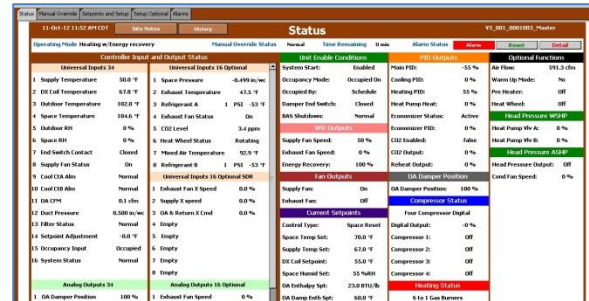 Status Manual Override Setpoints and Setup Setup-Optional Alarms
11-Oct-12 11:52 AM CDT Site Notes History Status V3_001_0001003_Master
Operating Mode Heating w/Energy recovery Manual Override Status Normal Time Remaining 0 min Alarm Status Alarm Reset Detail
Controller Input and Output Status Unit Enable Conditions PID Outputs Optional Functions
Universal Inputs 34 Universal Inputs 16 Optional System Start: Enabled Main PID: -55 % Air Flow: 591.3 cfm
1 Supply Temperature 50.0 °F 1 Space Pressure -0.499 in/wc Occupancy Mode: Occupied On Cooling PID: 0 % Warm Up Mode: No
2 DX Coil Temperature 67.8 °F 2 Exhaust Temperature 47.5 °F Occupied By: Schedule Heating PID: 55 % Pre Heater: Off
3 Outdoor Temperature 102.0 °F 3 Refrigerant A 1 PSI -53 °F Damper End Switch: Closed Heat Pump Heat: 0 % Heat Wheel: Off
4 Space Temperature 104.6 °F 4 Exhaust Fan Status On BAS Shutdown: Normal Economizer Status: Active Head Pressure WSHP
5 Outdoor RH 0 % 5 CO2 Level 3.4 ppm VFD Outputs Economizer PID: 0 % Heat Pump Vlv A: 0 %
6 Space RH 0 % 6 Heat Wheel Status Rotating Supply Fan Speed: 50 % CO2 Enabled: false Heat Pump Vlv B: 0 %
7 End Switch Contact Closed 7 Mixed Air Temperature 92.9 °F Exhaust Fan Speed: 0 % CO2 Output: 0 % Head Pressure ASHP
8 Supply Fan Status On 8 Refrigerant B 1 PSI -53 °F Energy Recovery: 100 % Reheat Output: 0 % Head Pressure Output: Off
9 Cool CtA Alm Normal Universal Inputs 16 Optional SDR Fan Outputs OA Damper Position Cond Fan Speed: 0 %
10 Cool CtB Alm Normal 1 Exhaust Fan X Speed 0.0 % Supply Fan: On OA Damper Position: 100 %
11 OA CFM 0.1 cfm 2 Supply X speed 0.0 % Exhaust Fan: Off Compressor Status
12 Duct Pressure 0.500 in/wc 3 OA & Return X Cmd 0.0 % Current Setpoints Four Compressor Digital
13 Filter Status Normal 4 Empty Control Type: Space Reset Digital Output: -0 %
14 Setpoint Adjustment -0.0 °F 5 Empty Space Temp Set: 70.0 °F Compressor 1: Off
15 Occupancy Input Occupied 6 Empty Supply Temp Set: 67.0 °F Compressor 2: Off
16 System Status Normal 7 Empty DX Coil Setpoint: 55.0 °F Compressor 3: Off
8 Empty Space Humid Set: 55 %RH Compressor 4: Off
Analog Outputs 34 Analog Outputs 16 Optional OA Enthalpy Spt: 23.0 BTU/lb Heating Status
1 OA Damper Position 100 % 1 Exhaust Fan Speed 0 % OA Damp Enth Spt: 60.0 °F 6 to 1 Gas Burners